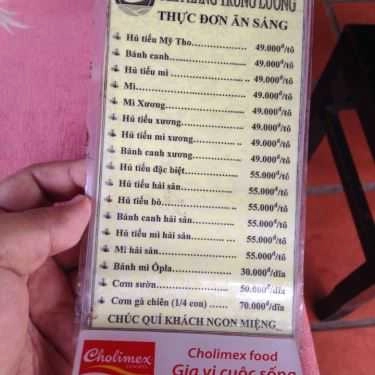 TRUNG LƯƠNG
THỰC ĐƠN ĂN SÁNG
Hủ tiếu Mỹ Tho.................... 49.000đ/tô
Bánh canh........................... 49.000đ/tô
Hủ tiếu mì ........................... 49.000đ/tô
Mì........................................ 49.000đ/tô
Mì Xương............................ 49.000đ/tô
Hủ tiếu xương..................... 49.000đ/tô
Hủ tiếu mì xương................ 49.000đ/tô
Bánh canh xương................ 49.000đ/tô
Hủ tiếu đặc biệt................... 55.000đ/tô
Hủ tiếu hải sản.................... 55.000đ/tô
Hủ tiếu bò........................... 55.000đ/tô
Bánh canh hải sản............... 55.000đ/tô
Hủ tiếu mì hải sản............... 55.000đ/tô
Mì hải sản........................... 55.000đ/tô
Bánh mì Ốpla...................... 30.000đ/dĩa
Cơm sườn........................... 50.000đ/dĩa
Cơm gà chiên (1/4 con) ...... 70.000đ/dĩa
CHÚC QUÍ KHÁCH NGON MIỆNG
Cholimex
Cholimex food
Gia vị cuộc sống